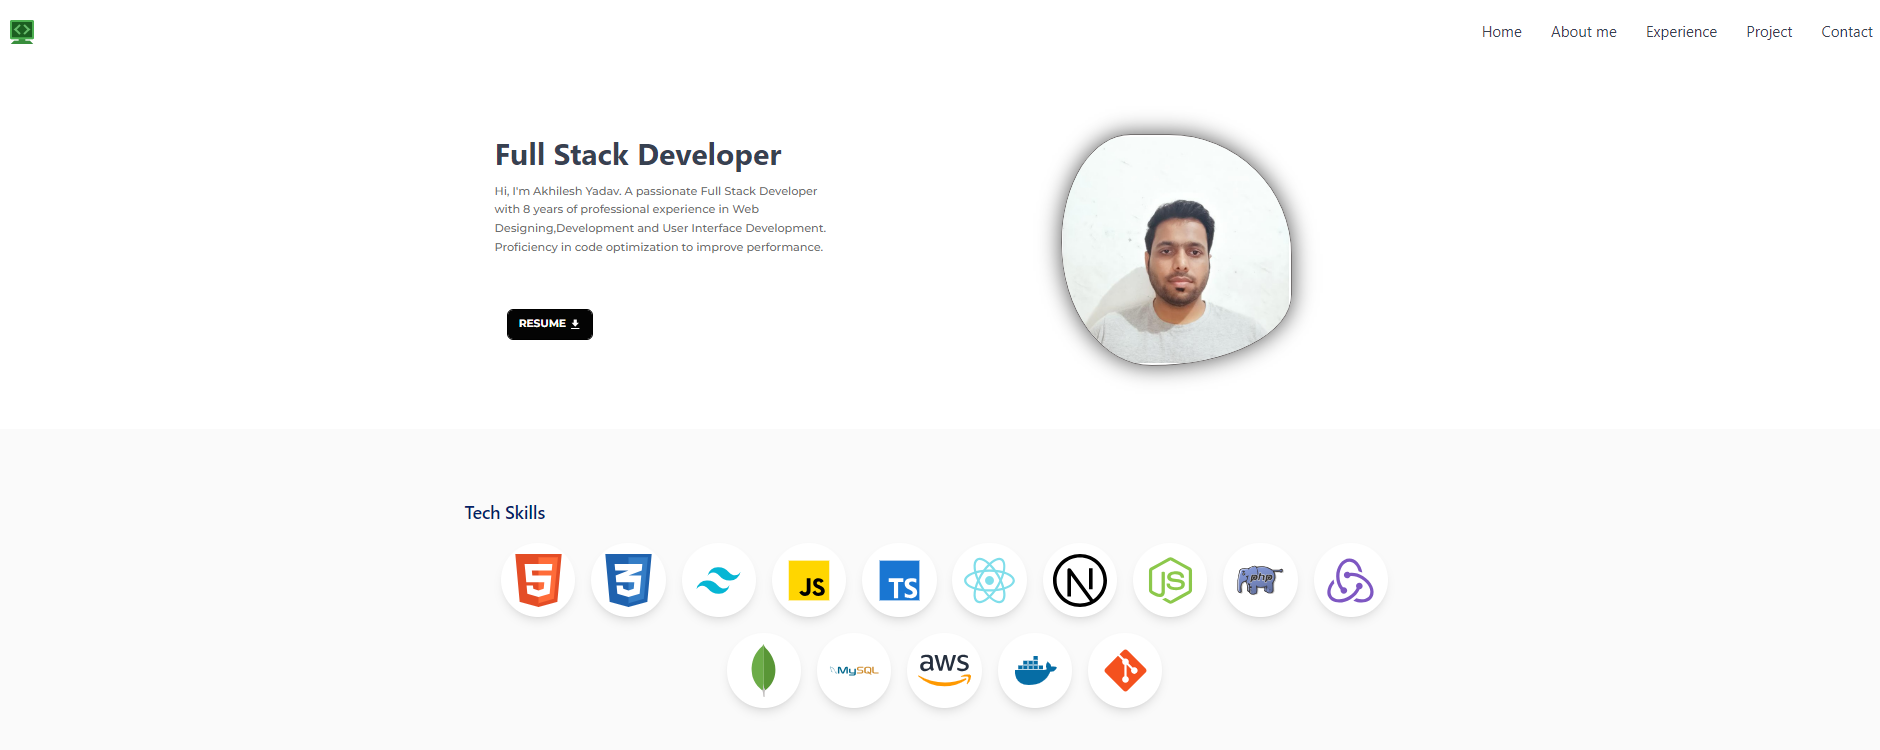 Home About me Experience Project Contact
Full Stack Developer
Hi, I'm Akhilesh Yadav. A passionate Full Stack Developer
with 8 years of professional experience in Web
Designing,Development and User Interface Development.
Proficiency in code optimization to improve performance.
RESUME
Tech Skills
5 3 JS TS N JS php
MySQL aws